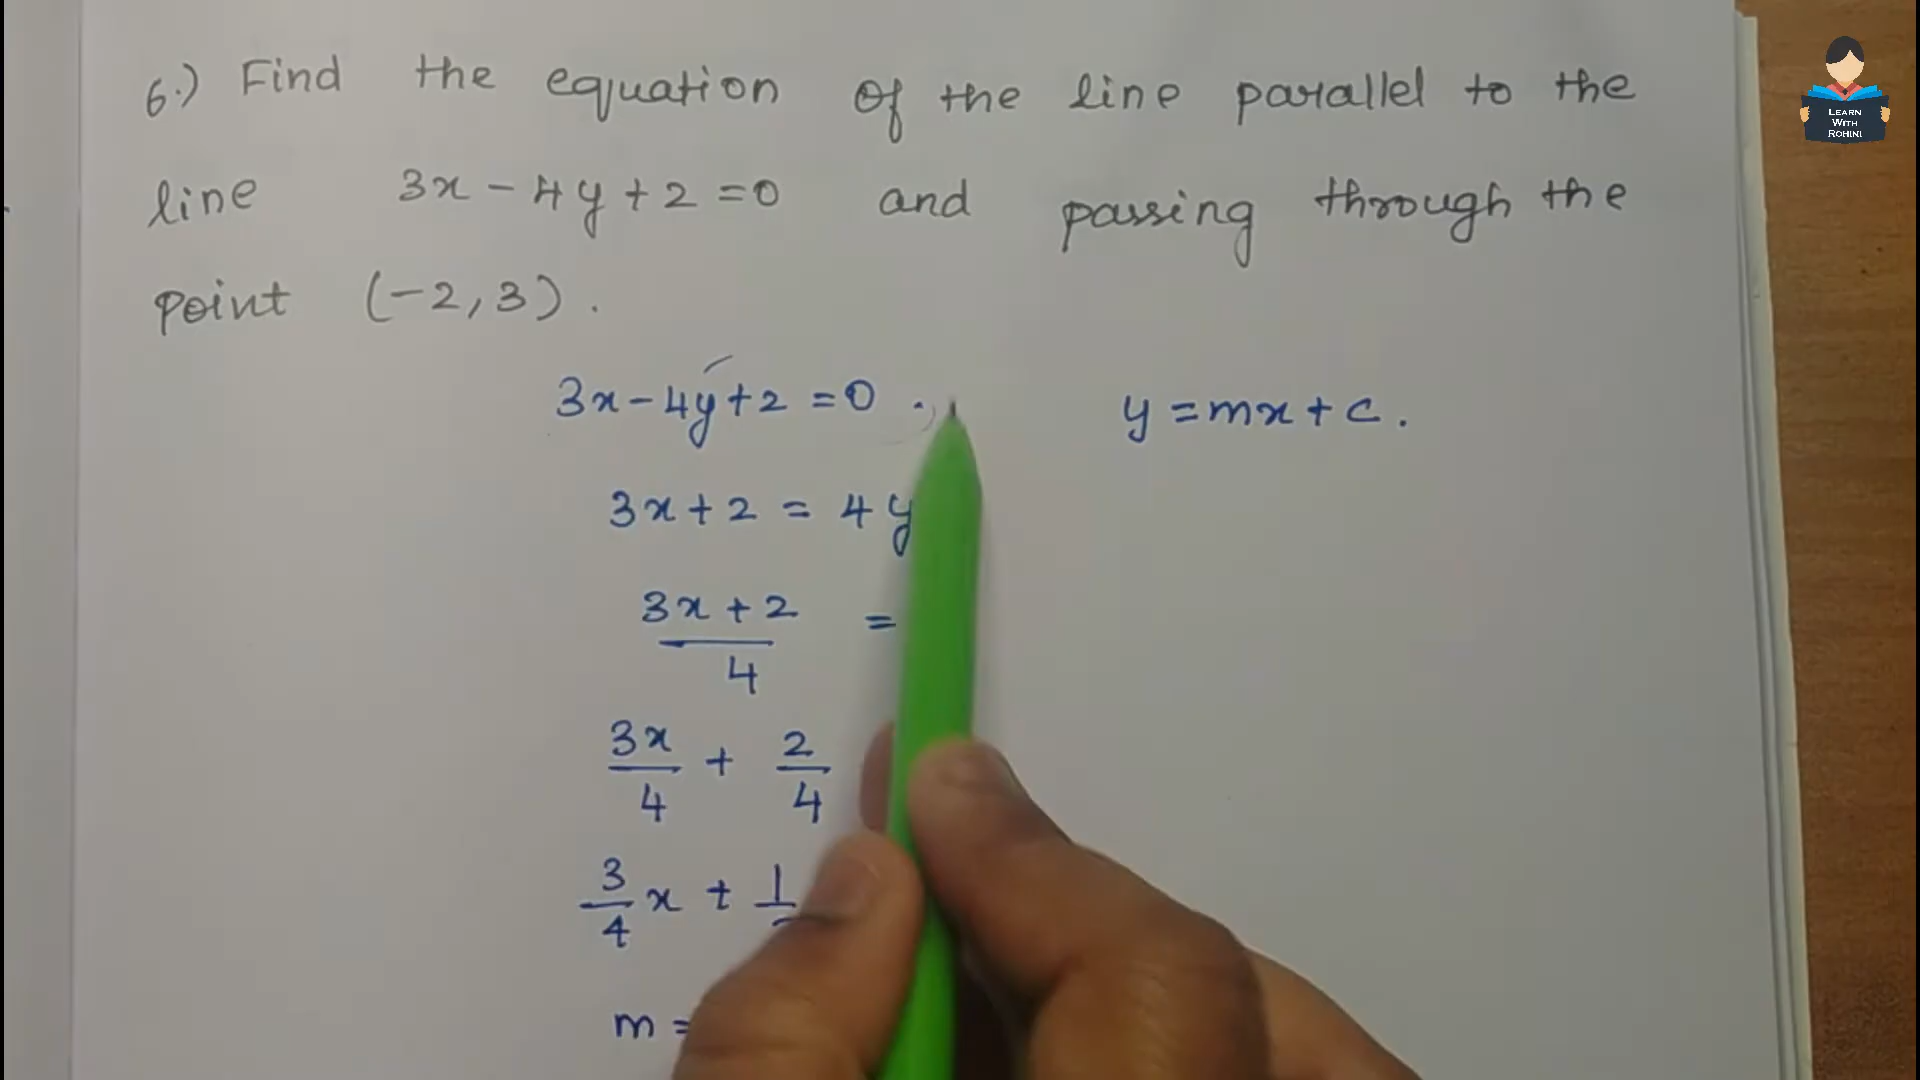 6.) Find the equation of the line parallel to the
line 3x - 4y + 2 = 0 and passing through the
point (-2, 3).
3x - 4y + 2 = 0 .
y = mx + c .
3x + 2 = 4y
3x + 2 =
4
3x + 2
4 4
3 x + 1
4
m =
LEARN
WITH
ROHINI